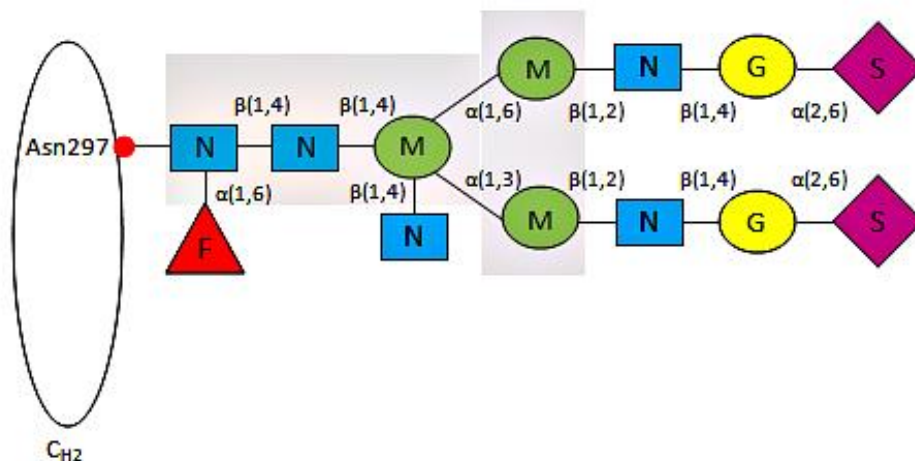 M N G S
β(1,4) β(1,4) α(1,6) β(1,2) β(1,4) α(2,6)
Asn297 N N M
α(1,6) β(1,4) α(1,3) β(1,2) β(1,4) α(2,6)
F N M N G S
C_H2